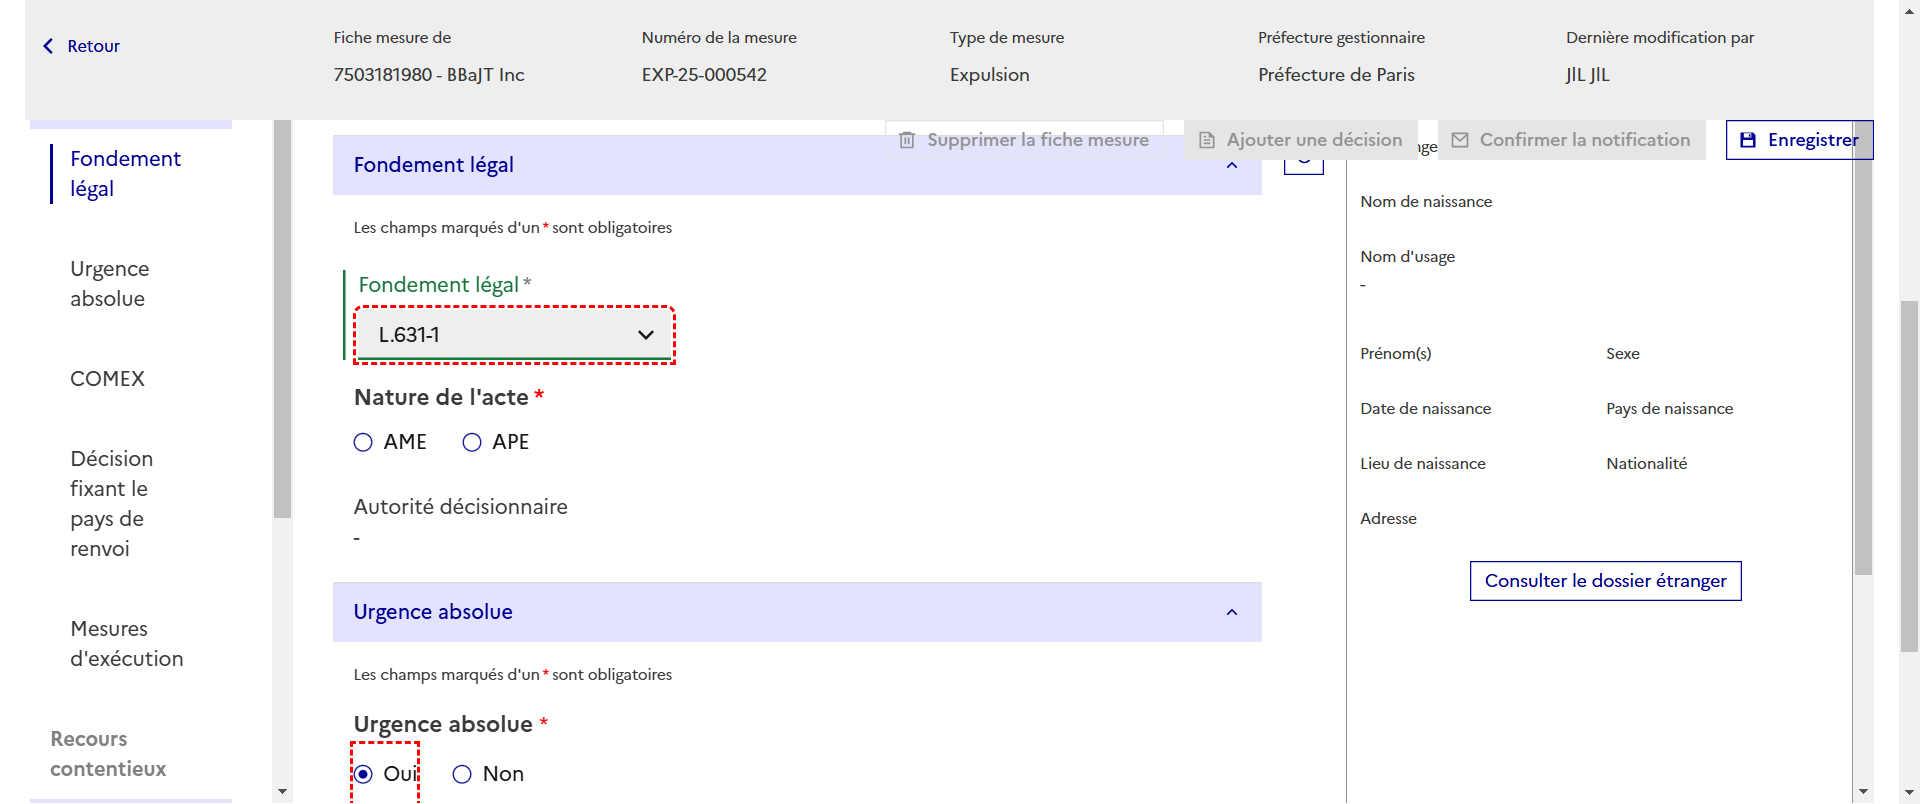 Retour
Fiche mesure de
7503181980 - BBaJT Inc
Numéro de la mesure
EXP-25-000542
Type de mesure
Expulsion
Préfecture gestionnaire
Préfecture de Paris
Dernière modification par
JIL JIL
Supprimer la fiche mesure
Ajouter une décision
Confirmer la notification
Enregistrer
Fondement
légal
Urgence
absolue
COMEX
Décision
fixant le
pays de
renvoi
Mesures
d'exécution
Recours
contentieux
Fondement légal
Les champs marqués d'un * sont obligatoires
Fondement légal *
L.631-1
Nature de l'acte *
AME
APE
Autorité décisionnaire
-
Urgence absolue
Les champs marqués d'un * sont obligatoires
Urgence absolue *
Oui
Non
Nom de naissance
Nom d'usage
-
Prénom(s)
Sexe
Date de naissance
Pays de naissance
Lieu de naissance
Nationalité
Adresse
Consulter le dossier étranger